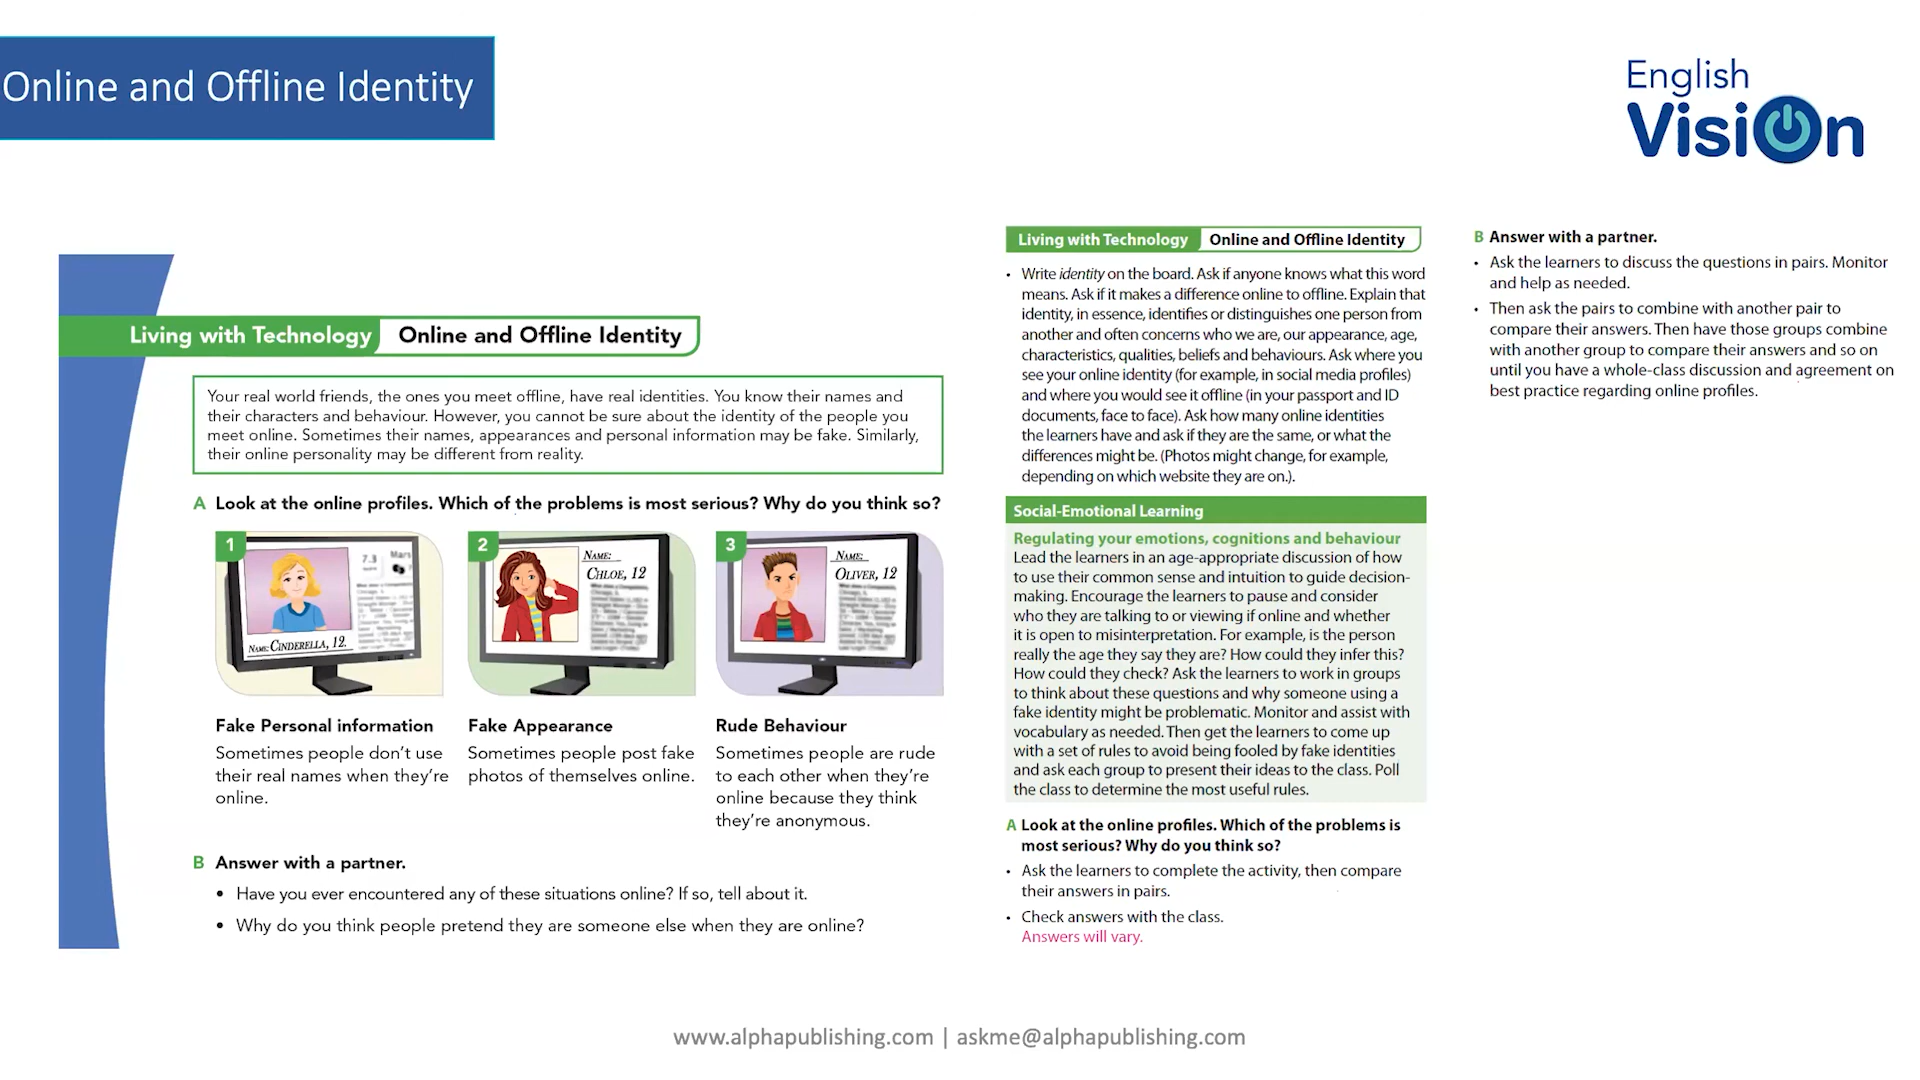 Online and Offline Identity
English
VisiOn
Living with Technology
Online and Offline Identity
Your real world friends, the ones you meet offline, have real identities. You know their names and
their characters and behaviour. However, you cannot be sure about the identity of the people you
meet online. Sometimes their names, appearances and personal information may be fake. Similarly,
their online personality may be different from reality.
A Look at the online profiles. Which of the problems is most serious? Why do you think so?
1
NAME: CINDERELLA, 12.
7.3
Mars
2
NAME:
CHLOE, 12
3
NAME:
OLIVER, 12
Fake Personal information
Sometimes people don't use
their real names when they're
online.
Fake Appearance
Sometimes people post fake
photos of themselves online.
Rude Behaviour
Sometimes people are rude
to each other when they're
online because they think
they're anonymous.
B Answer with a partner.
• Have you ever encountered any of these situations online? If so, tell about it.
• Why do you think people pretend they are someone else when they are online?
Living with Technology
Online and Offline Identity
• Write identity on the board. Ask if anyone knows what this word
means. Ask if it makes a difference online to offline. Explain that
identity, in essence, identifies or distinguishes one person from
another and often concerns who we are, our appearance, age,
characteristics, qualities, beliefs and behaviours. Ask where you
see your online identity (for example, in social media profiles)
and where you would see it offline (in your passport and ID
documents, face to face). Ask how many online identities
the learners have and ask if they are the same, or what the
differences might be. (Photos might change, for example,
depending on which website they are on.).
Social-Emotional Learning
Regulating your emotions, cognitions and behaviour
Lead the learners in an age-appropriate discussion of how
to use their common sense and intuition to guide decision-
making. Encourage the learners to pause and consider
who they are talking to or viewing if online and whether
it is open to misinterpretation. For example, is the person
really the age they say they are? How could they infer this?
How could they check? Ask the learners to work in groups
to think about these questions and why someone using a
fake identity might be problematic. Monitor and assist with
vocabulary as needed. Then get the learners to come up
with a set of rules to avoid being fooled by fake identities
and ask each group to present their ideas to the class. Poll
the class to determine the most useful rules.
A Look at the online profiles. Which of the problems is
most serious? Why do you think so?
• Ask the learners to complete the activity, then compare
their answers in pairs.
• Check answers with the class.
Answers will vary.
B Answer with a partner.
• Ask the learners to discuss the questions in pairs. Monitor
and help as needed.
• Then ask the pairs to combine with another pair to
compare their answers. Then have those groups combine
with another group to compare their answers and so on
until you have a whole-class discussion and agreement on
best practice regarding online profiles.
www.alphapublishing.com | askme@alphapublishing.com